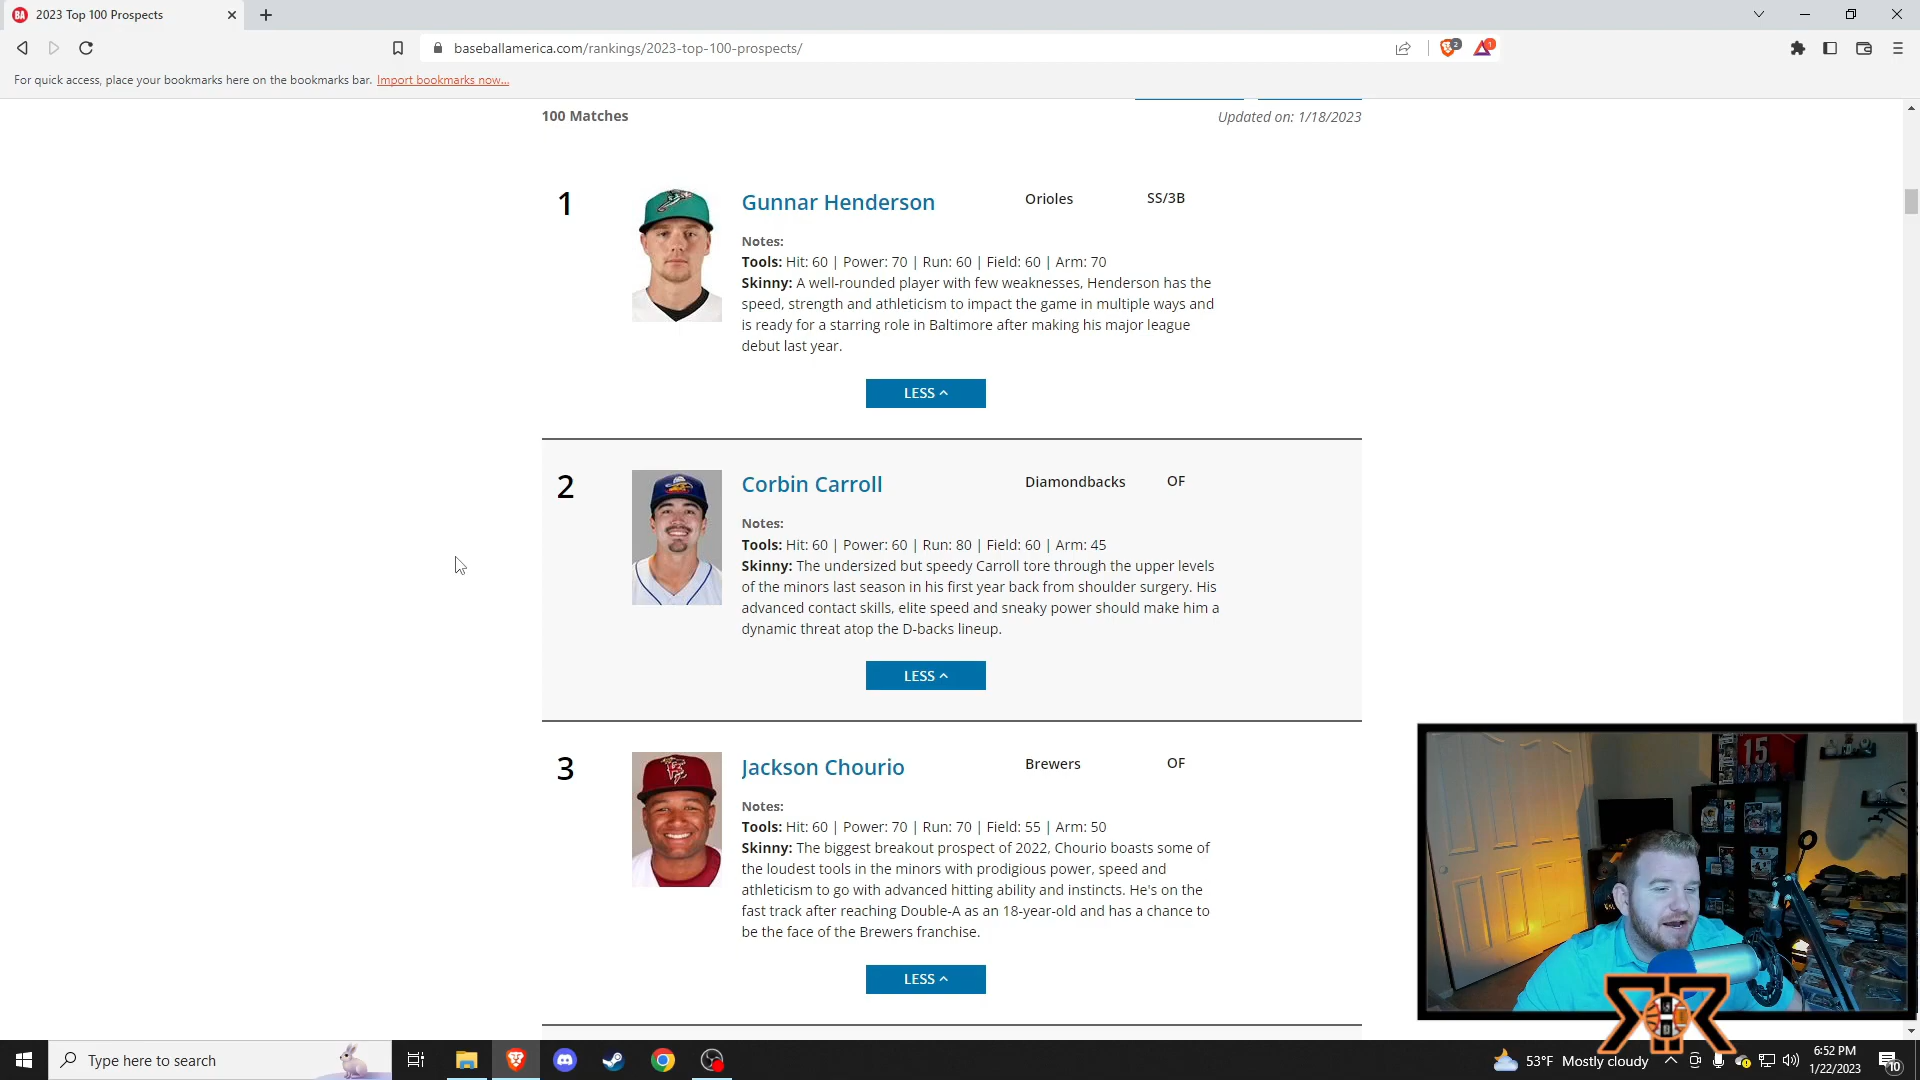 2023 Top 100 Prospects
baseballamerica.com/rankings/2023-top-100-prospects/
2
1
For quick access, place your bookmarks here on the bookmarks bar. Import bookmarks now...
100 Matches
Updated on: 1/18/2023
1
Gunnar Henderson
Orioles
SS/3B
Notes:
Tools: Hit: 60 | Power: 70 | Run: 60 | Field: 60 | Arm: 70
Skinny: A well-rounded player with few weaknesses, Henderson has the
speed, strength and athleticism to impact the game in multiple ways and
is ready for a starring role in Baltimore after making his major league
debut last year.
LESS
2
Corbin Carroll
Diamondbacks
OF
Notes:
Tools: Hit: 60 | Power: 60 | Run: 80 | Field: 60 | Arm: 45
Skinny: The undersized but speedy Carroll tore through the upper levels
of the minors last season in his first year back from shoulder surgery. His
advanced contact skills, elite speed and sneaky power should make him a
dynamic threat atop the D-backs lineup.
LESS
3
Jackson Chourio
Brewers
OF
Notes:
Tools: Hit: 60 | Power: 70 | Run: 70 | Field: 55 | Arm: 50
Skinny: The biggest breakout prospect of 2022, Chourio boasts some of
the loudest tools in the minors with prodigious power, speed and
athleticism to go with advanced hitting ability and instincts. He's on the
fast track after reaching Double-A as an 18-year-old and has a chance to
be the face of the Brewers franchise.
LESS
15
Type here to search
53°F Mostly cloudy
6:52 PM
1/22/2023
10